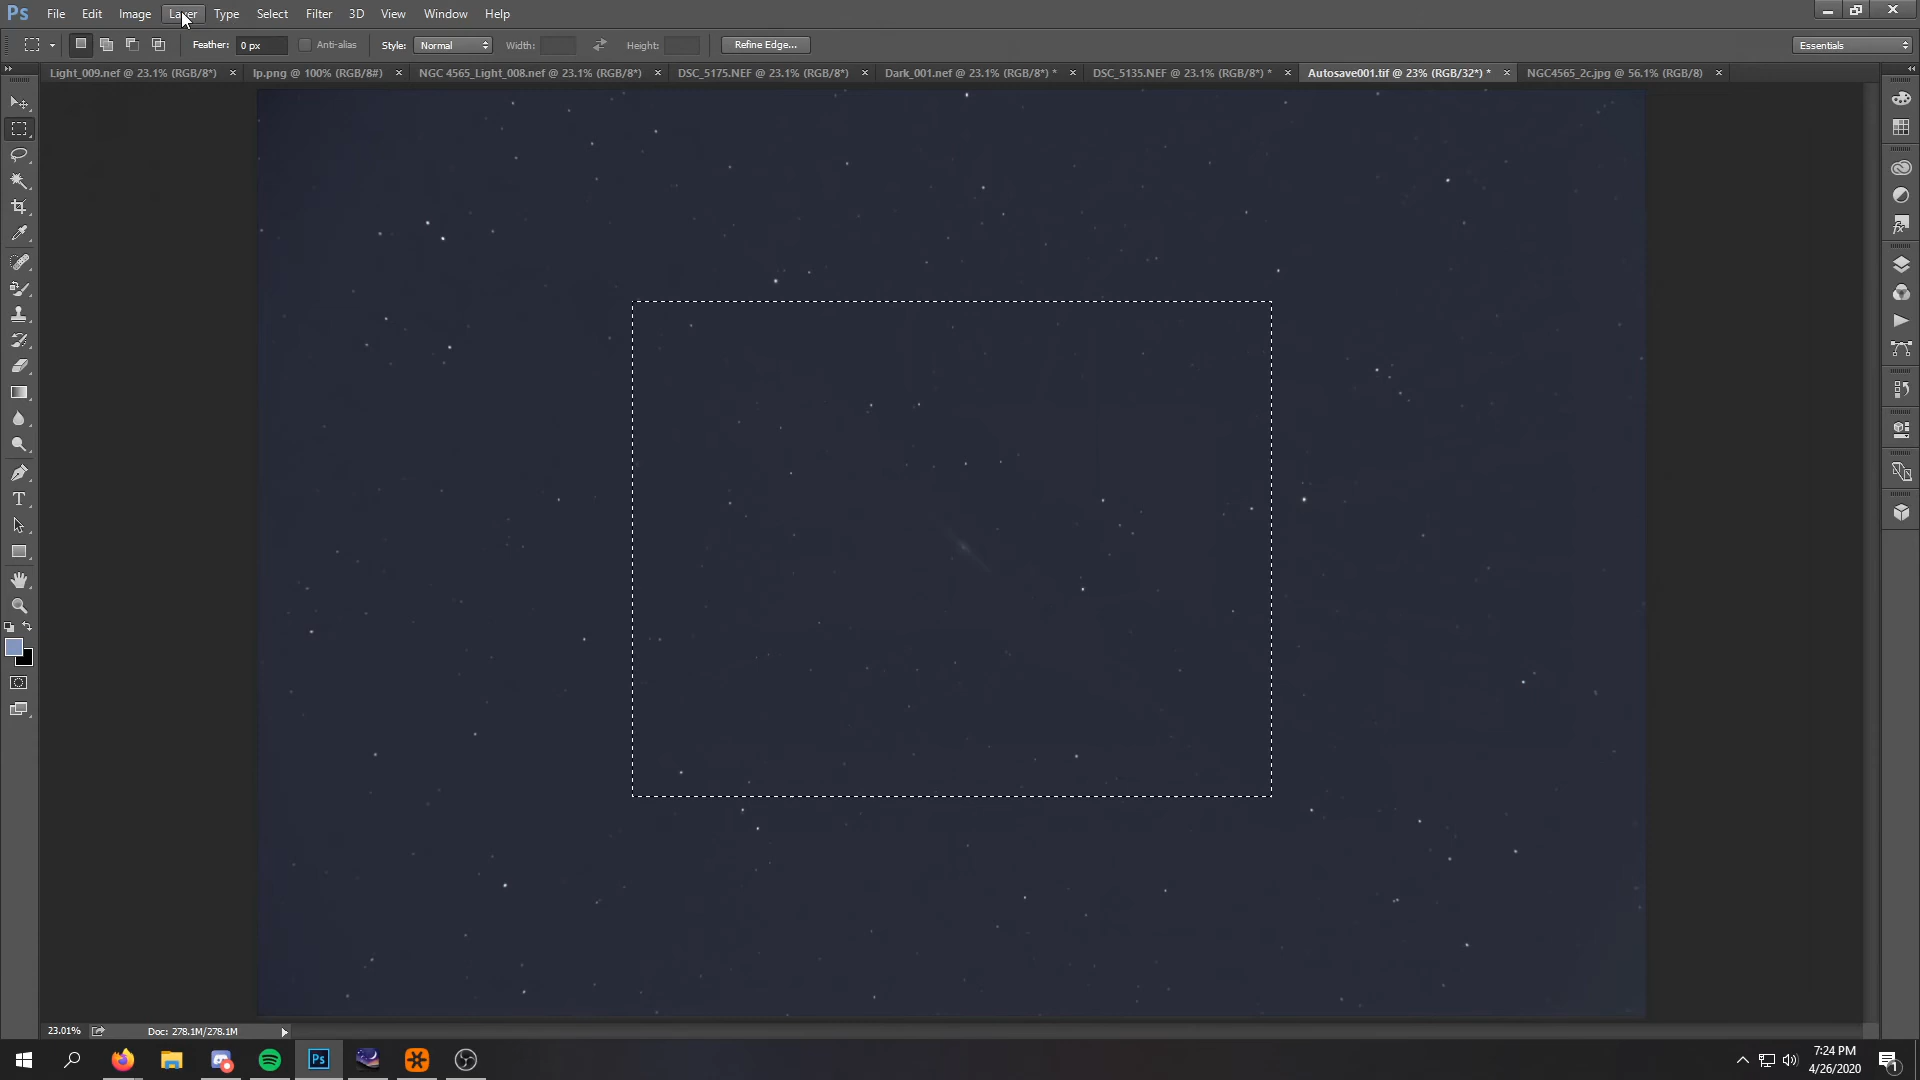 Ps File Edit Image Layer Type Select Filter 3D View Window Help
Feather: 0 px Anti-alias Style: Normal Width: Height: Refine Edge... Essentials
Light_009.nef @ 23.1% (RGB/8*) × lp.png @ 100% (RGB/8#) × NGC 4565_Light_008.nef @ 23.1% (RGB/8*) × DSC_5175.NEF @ 23.1% (RGB/8*) × Dark_001.nef @ 23.1% (RGB/8*) * × DSC_5135.NEF @ 23.1% (RGB/8*) * × Autosave001.tif @ 23% (RGB/32*) * × NGC4565_2c.jpg @ 56.1% (RGB/8) ×
23.01% Doc: 278.1M/278.1M
Ps
7:24 PM
4/26/2020
1